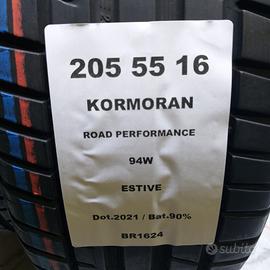 205 55 16
KORMORAN
ROAD PERFORMANCE
94W
ESTIVE
Dot.2021 / Bat.90%
BR1624
subito